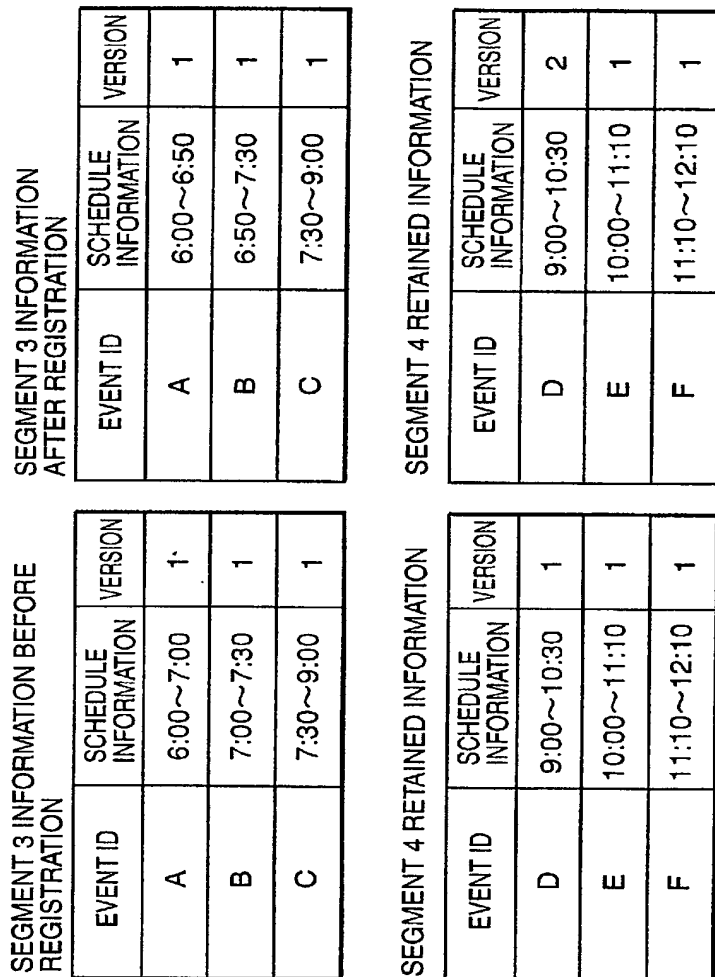 SEGMENT 3 INFORMATION BEFORE
REGISTRATION
EVENT ID SCHEDULE INFORMATION VERSION
A 6:00~7:00 1
B 7:00~7:30 1
C 7:30~9:00 1
SEGMENT 3 INFORMATION
AFTER REGISTRATION
EVENT ID SCHEDULE INFORMATION VERSION
A 6:00~6:50 1
B 6:50~7:30 1
C 7:30~9:00 1
SEGMENT 4 RETAINED INFORMATION
EVENT ID SCHEDULE INFORMATION VERSION
D 9:00~10:30 1
E 10:00~11:10 1
F 11:10~12:10 1
SEGMENT 4 RETAINED INFORMATION
EVENT ID SCHEDULE INFORMATION VERSION
D 9:00~10:30 2
E 10:00~11:10 1
F 11:10~12:10 1